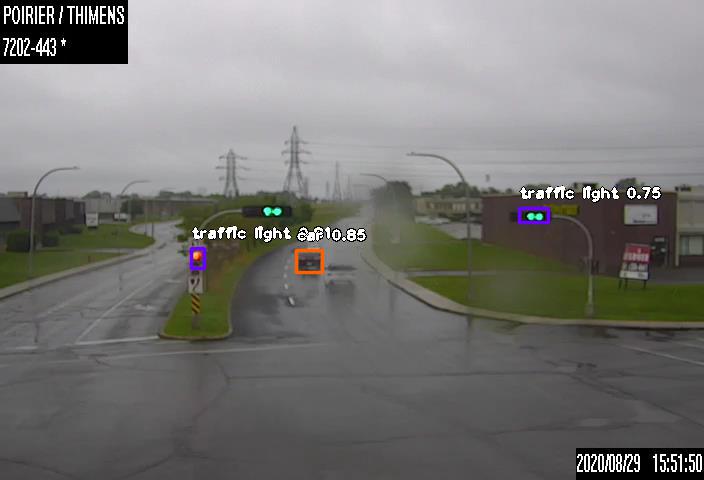 POIRIER / THIMENS
7202-443 *
traffic light 0.75
car 0.85
traffic light
2020/08/29 15:51:50